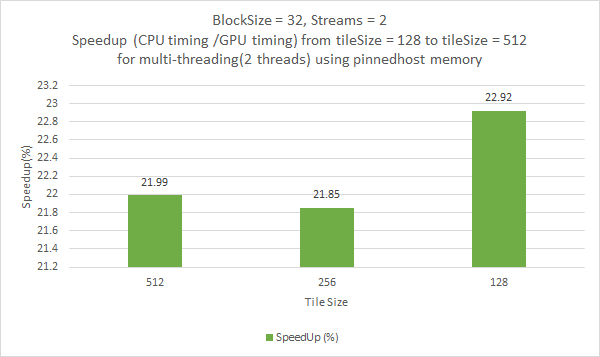 BlockSize = 32, Streams = 2
Speedup (CPU timing /GPU timing) from tileSize = 128 to tileSize = 512
for multi-threading(2 threads) using pinnedhost memory
23.2
23
22.8
22.6
22.4
22.2
22
21.8
21.6
21.4
21.2
Speedup(%)
21.99
21.85
22.92
512
256
128
Tile Size
SpeedUp (%)